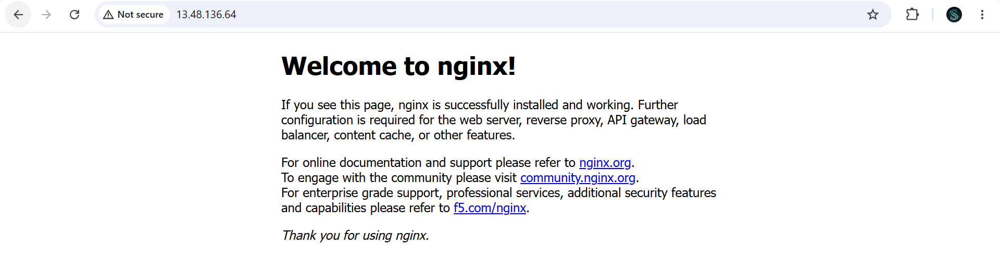 Not secure 13.48.136.64
Welcome to nginx!
If you see this page, nginx is successfully installed and working. Further
configuration is required for the web server, reverse proxy, API gateway, load
balancer, content cache, or other features.
For online documentation and support please refer to nginx.org.
To engage with the community please visit community.nginx.org.
For enterprise grade support, professional services, additional security features
and capabilities please refer to f5.com/nginx.
Thank you for using nginx.